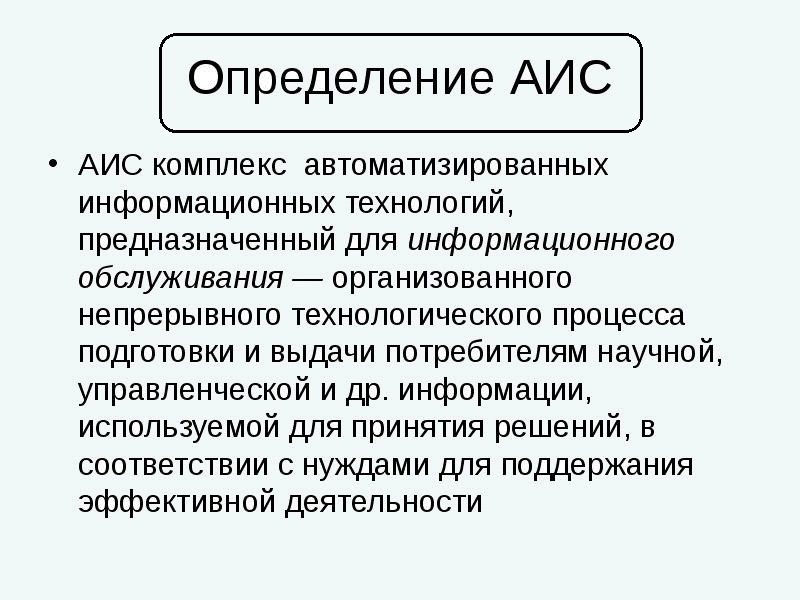 Определение АИС
• АИС комплекс  автоматизированных
информационных технологий,
предназначенный для информационного
обслуживания — организованного
непрерывного технологического процесса
подготовки и выдачи потребителям научной,
управленческой и др. информации,
используемой для принятия решений, в
соответствии с нуждами для поддержания
эффективной деятельности